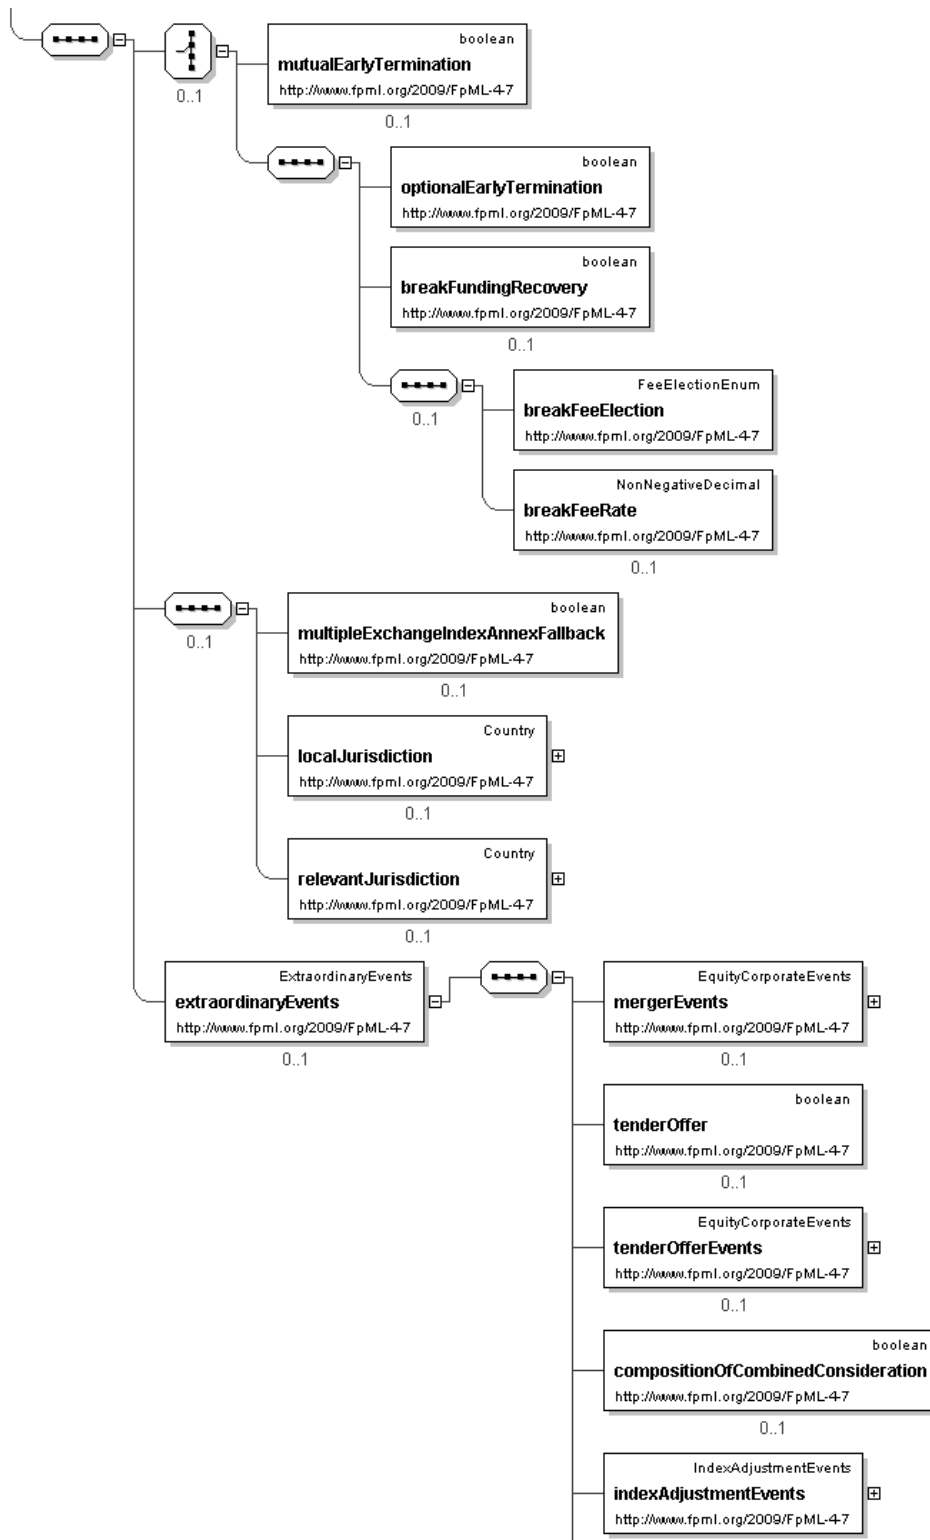 boolean
mutualEarlyTermination
http://www.fpml.org/2009/FpML-4-7
0..1
0..1
boolean
optionalEarlyTermination
http://www.fpml.org/2009/FpML-4-7
boolean
breakFundingRecovery
http://www.fpml.org/2009/FpML-4-7
0..1
FeeElectionEnum
breakFeeElection
http://www.fpml.org/2009/FpML-4-7
0..1
NonNegativeDecimal
breakFeeRate
http://www.fpml.org/2009/FpML-4-7
0..1
boolean
multipleExchangeIndexAnnexFallback
http://www.fpml.org/2009/FpML-4-7
0..1
0..1
Country
localJurisdiction
http://www.fpml.org/2009/FpML-4-7
0..1
Country
relevantJurisdiction
http://www.fpml.org/2009/FpML-4-7
0..1
ExtraordinaryEvents
extraordinaryEvents
http://www.fpml.org/2009/FpML-4-7
0..1
EquityCorporateEvents
mergerEvents
http://www.fpml.org/2009/FpML-4-7
0..1
boolean
tenderOffer
http://www.fpml.org/2009/FpML-4-7
0..1
EquityCorporateEvents
tenderOfferEvents
http://www.fpml.org/2009/FpML-4-7
0..1
boolean
compositionOfCombinedConsideration
http://www.fpml.org/2009/FpML-4-7
0..1
IndexAdjustmentEvents
indexAdjustmentEvents
http://www.fpml.org/2009/FpML-4-7